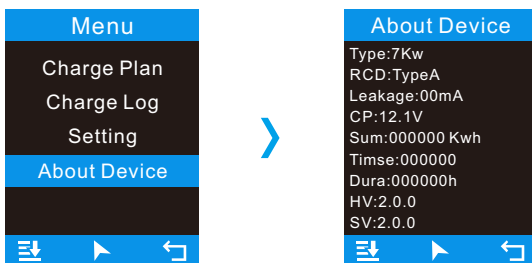 Menu
Charge Plan
Charge Log
Setting
About Device
About Device
Type:7Kw
RCD:TypeA
Leakage:00mA
CP:12.1V
Sum:000000 Kwh
Timse:000000
Dura:000000h
HV:2.0.0
SV:2.0.0